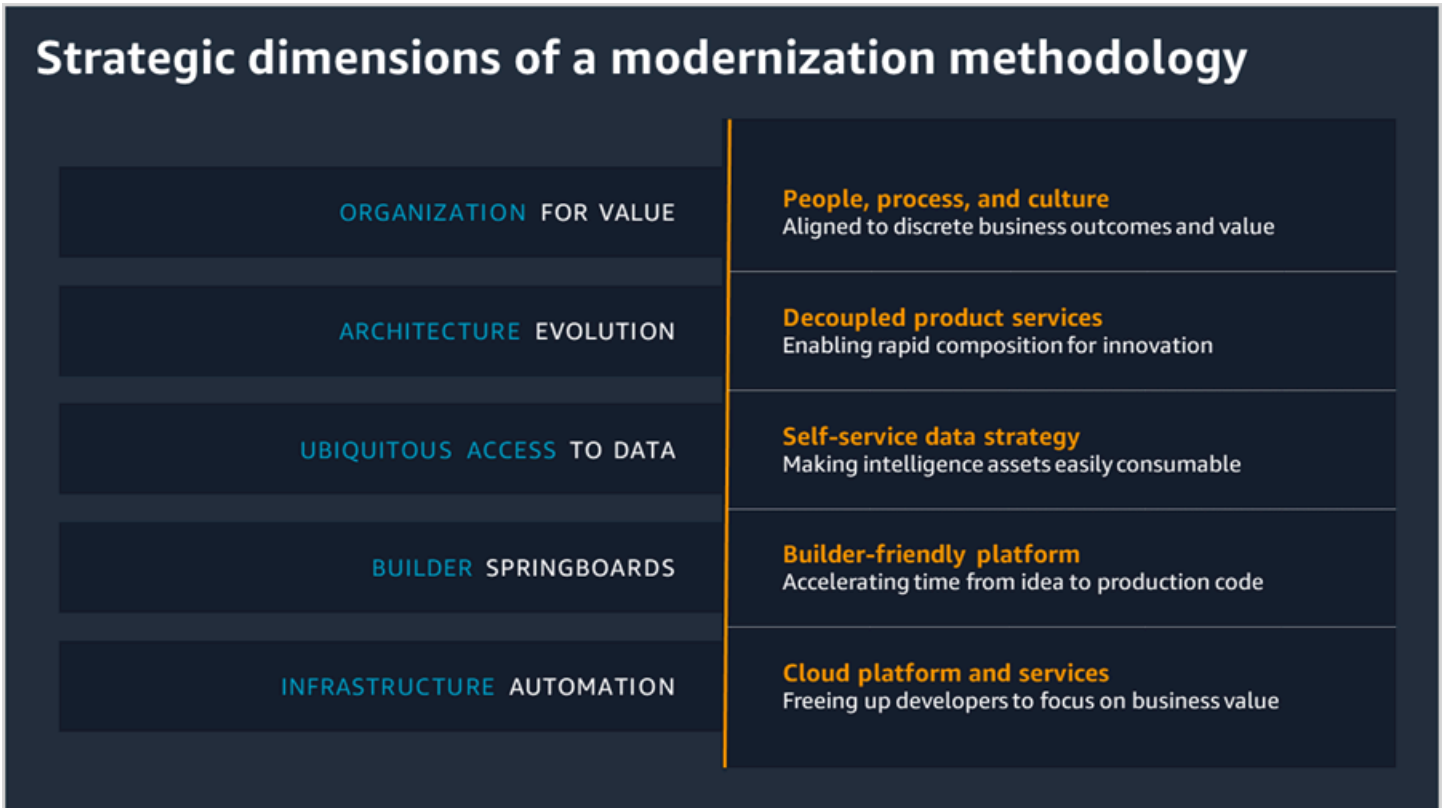 Strategic dimensions of a modernization methodology
ORGANIZATION FOR VALUE
People, process, and culture
Aligned to discrete business outcomes and value
ARCHITECTURE EVOLUTION
Decoupled product services
Enabling rapid composition for innovation
UBIQUITOUS ACCESS TO DATA
Self-service data strategy
Making intelligence assets easily consumable
BUILDER SPRINGBOARDS
Builder-friendly platform
Accelerating time from idea to production code
INFRASTRUCTURE AUTOMATION
Cloud platform and services
Freeing up developers to focus on business value